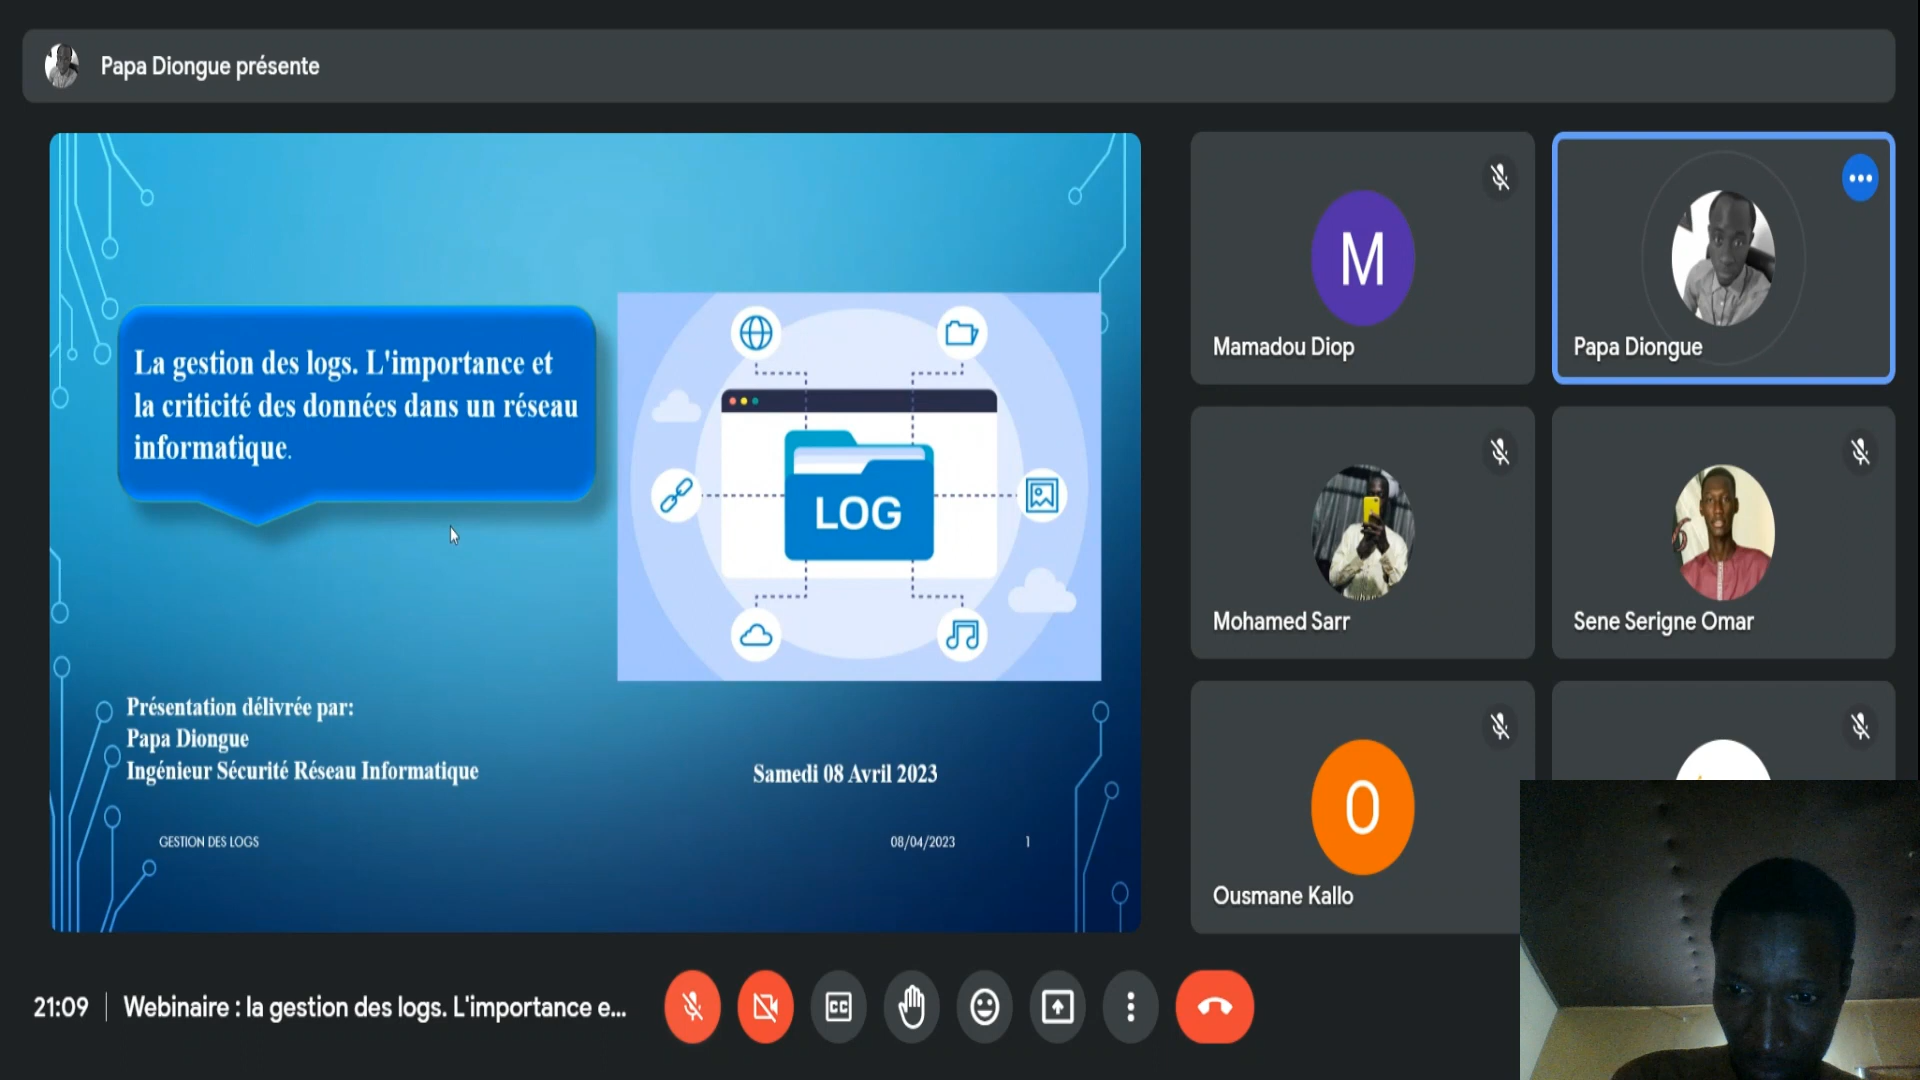 Papa Diongue présente
La gestion des logs. L'importance et
la criticité des données dans un réseau
informatique.
LOG
Présentation délivrée par:
Papa Diongue
Ingénieur Sécurité Réseau Informatique
Samedi 08 Avril 2023
GESTION DES LOGS
08/04/2023
1
M
Mamadou Diop
Papa Diongue
Mohamed Sarr
Sene Serigne Omar
O
Ousmane Kallo
21:09
Webinaire : la gestion des logs. L'importance e...
CC